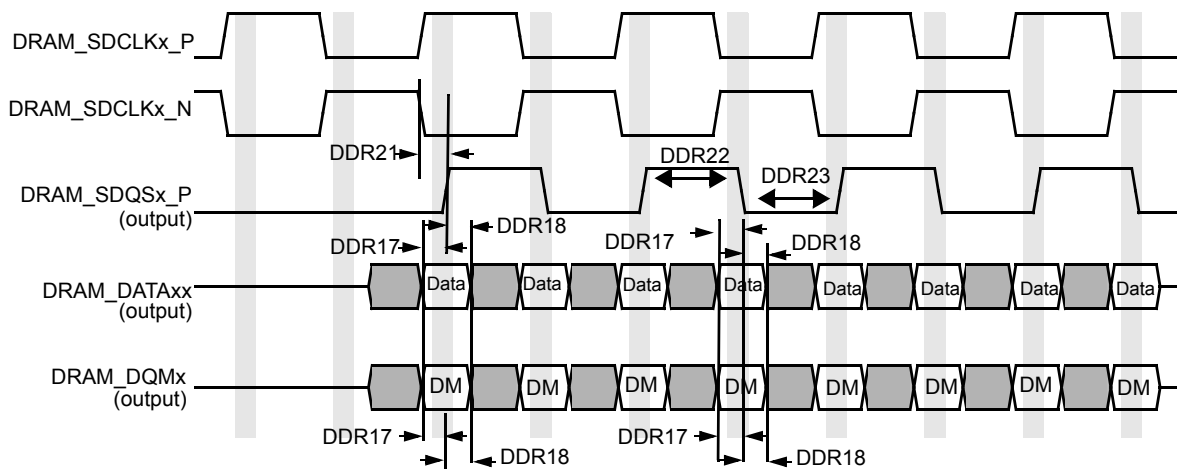 DRAM_SDCLKx_P
DRAM_SDCLKx_N
DDR21
DDR22
DDR23
DRAM_SDQSx_P
(output)
DDR17
DDR18
DDR17
DDR18
DRAM_DATAxx
(output)
Data Data Data Data Data Data Data Data
DRAM_DQMx
(output)
DM DM DM DM DM DM DM DM
DDR17
DDR18
DDR17
DDR18